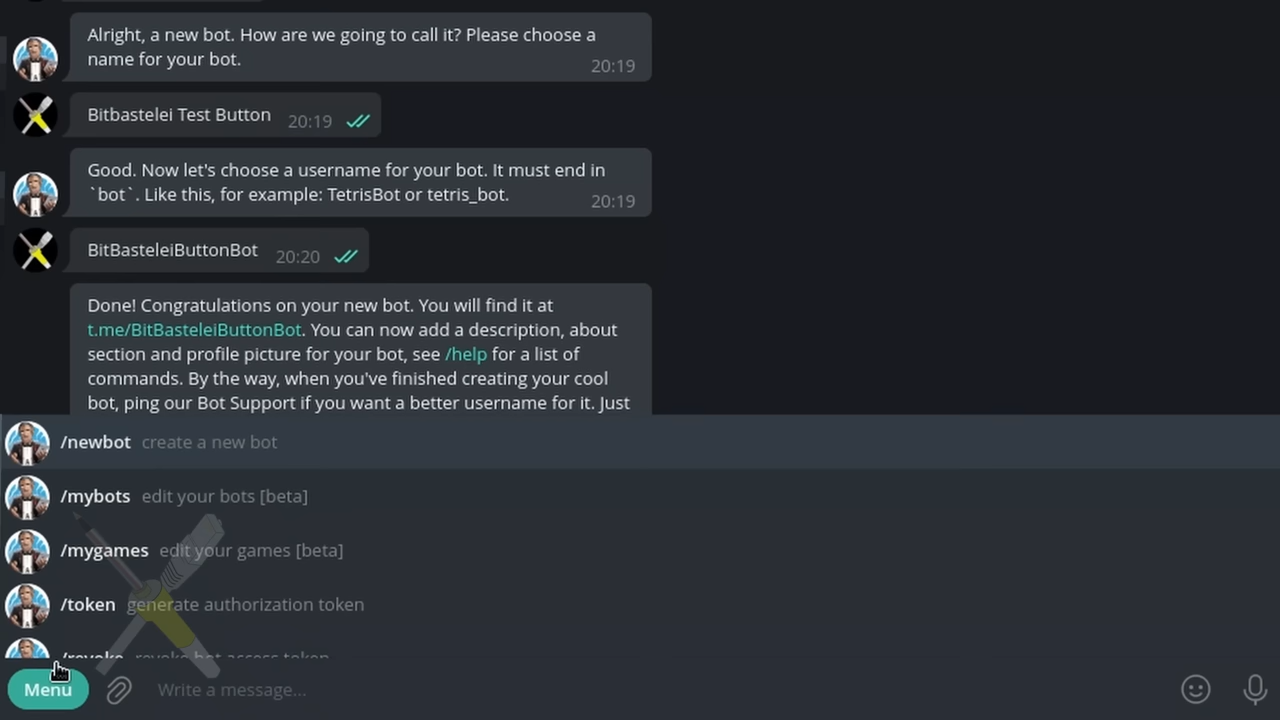 Alright, a new bot. How are we going to call it? Please choose a
name for your bot.
20:19
Bitbastelei Test Button
20:19
Good. Now let's choose a username for your bot. It must end in
`bot`. Like this, for example: TetrisBot or tetris_bot.
20:19
BitBasteleiButtonBot
20:20
Done! Congratulations on your new bot. You will find it at
t.me/BitBasteleiButtonBot. You can now add a description, about
section and profile picture for your bot, see /help for a list of
commands. By the way, when you've finished creating your cool
bot, ping our Bot Support if you want a better username for it. Just
/newbot create a new bot
/mybots edit your bots [beta]
/mygames edit your games [beta]
/token generate authorization token
/revoke revoke bot access token
Menu
Write a message...